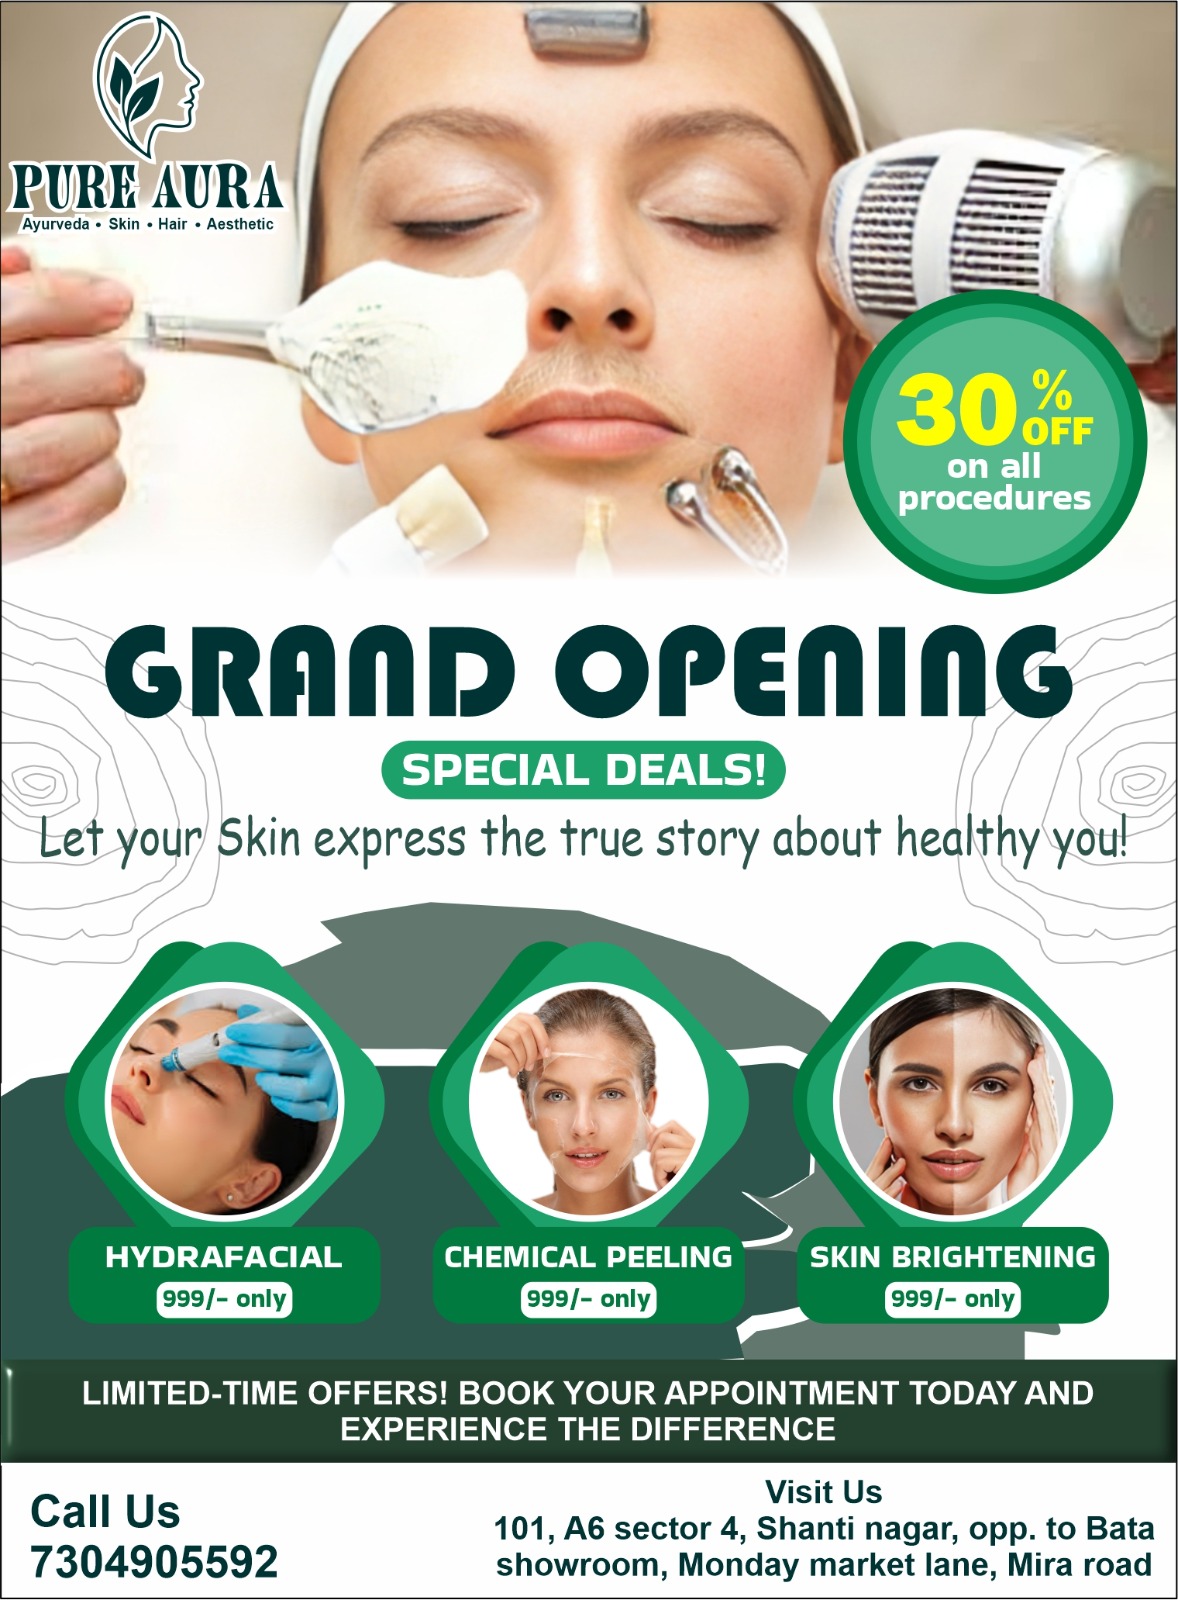 PURE AURA
Ayurveda • Skin • Hair • Aesthetic
30% OFF
on all
procedures
GRAND OPENING
SPECIAL DEALS!
Let your Skin express the true story about healthy you!
HYDRAFACIAL
999/- only
CHEMICAL PEELING
999/- only
SKIN BRIGHTENING
999/- only
LIMITED-TIME OFFERS! BOOK YOUR APPOINTMENT TODAY AND
EXPERIENCE THE DIFFERENCE
Call Us
7304905592
Visit Us
101, A6 sector 4, Shanti nagar, opp. to Bata
showroom, Monday market lane, Mira road